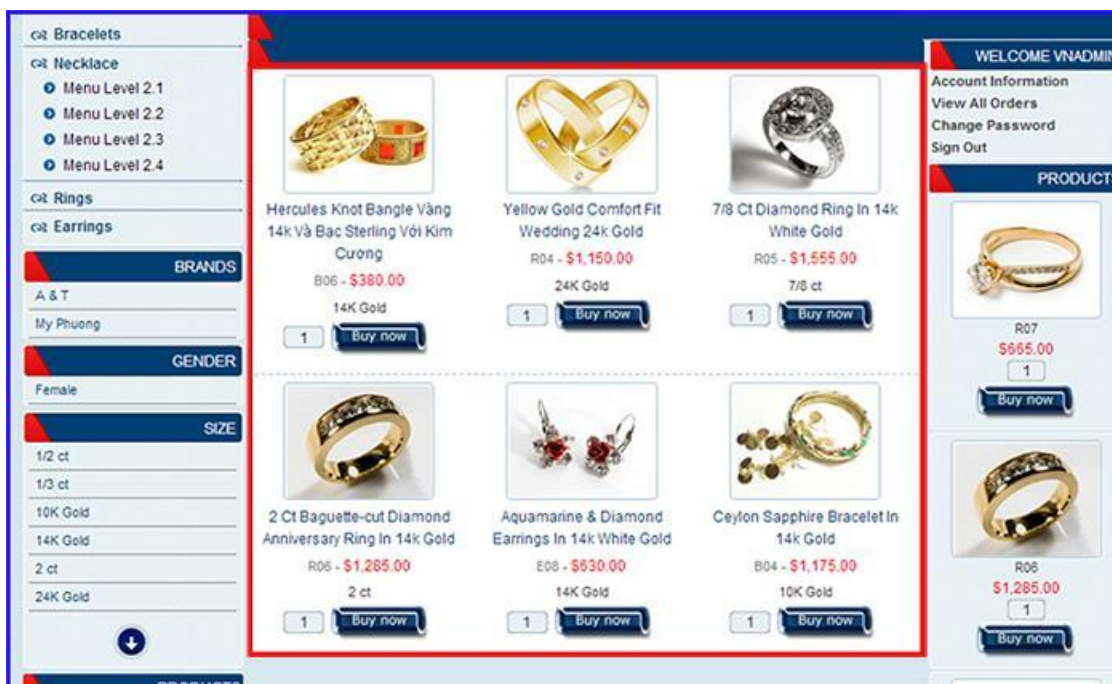 Bracelets
Necklace
Menu Level 2.1
Menu Level 2.2
Menu Level 2.3
Menu Level 2.4
Rings
Earrings
BRANDS
A & T
My Phuong
GENDER
Female
SIZE
1/2 ct
1/3 ct
10K Gold
14K Gold
2 ct
24K Gold
PRODUCTS
Hercules Knot Bangle Vàng
14k Và Bạc Sterling Với Kim
Cương
B06 - $380.00
14K Gold
1 Buy now
Yellow Gold Comfort Fit
Wedding 24k Gold
R04 - $1,150.00
24K Gold
1 Buy now
7/8 Ct Diamond Ring In 14k
White Gold
R05 - $1,555.00
7/8 ct
1 Buy now
2 Ct Baguette-cut Diamond
Anniversary Ring In 14k Gold
R06 - $1,285.00
2 ct
1 Buy now
Aquamarine & Diamond
Earrings In 14k White Gold
E08 - $630.00
14K Gold
1 Buy now
Ceylon Sapphire Bracelet In
14k Gold
B04 - $1,175.00
10K Gold
1 Buy now
WELCOME VNADMIN
Account Information
View All Orders
Change Password
Sign Out
PRODUCTS
R07
$665.00
1
Buy now
R06
$1,285.00
1
Buy now